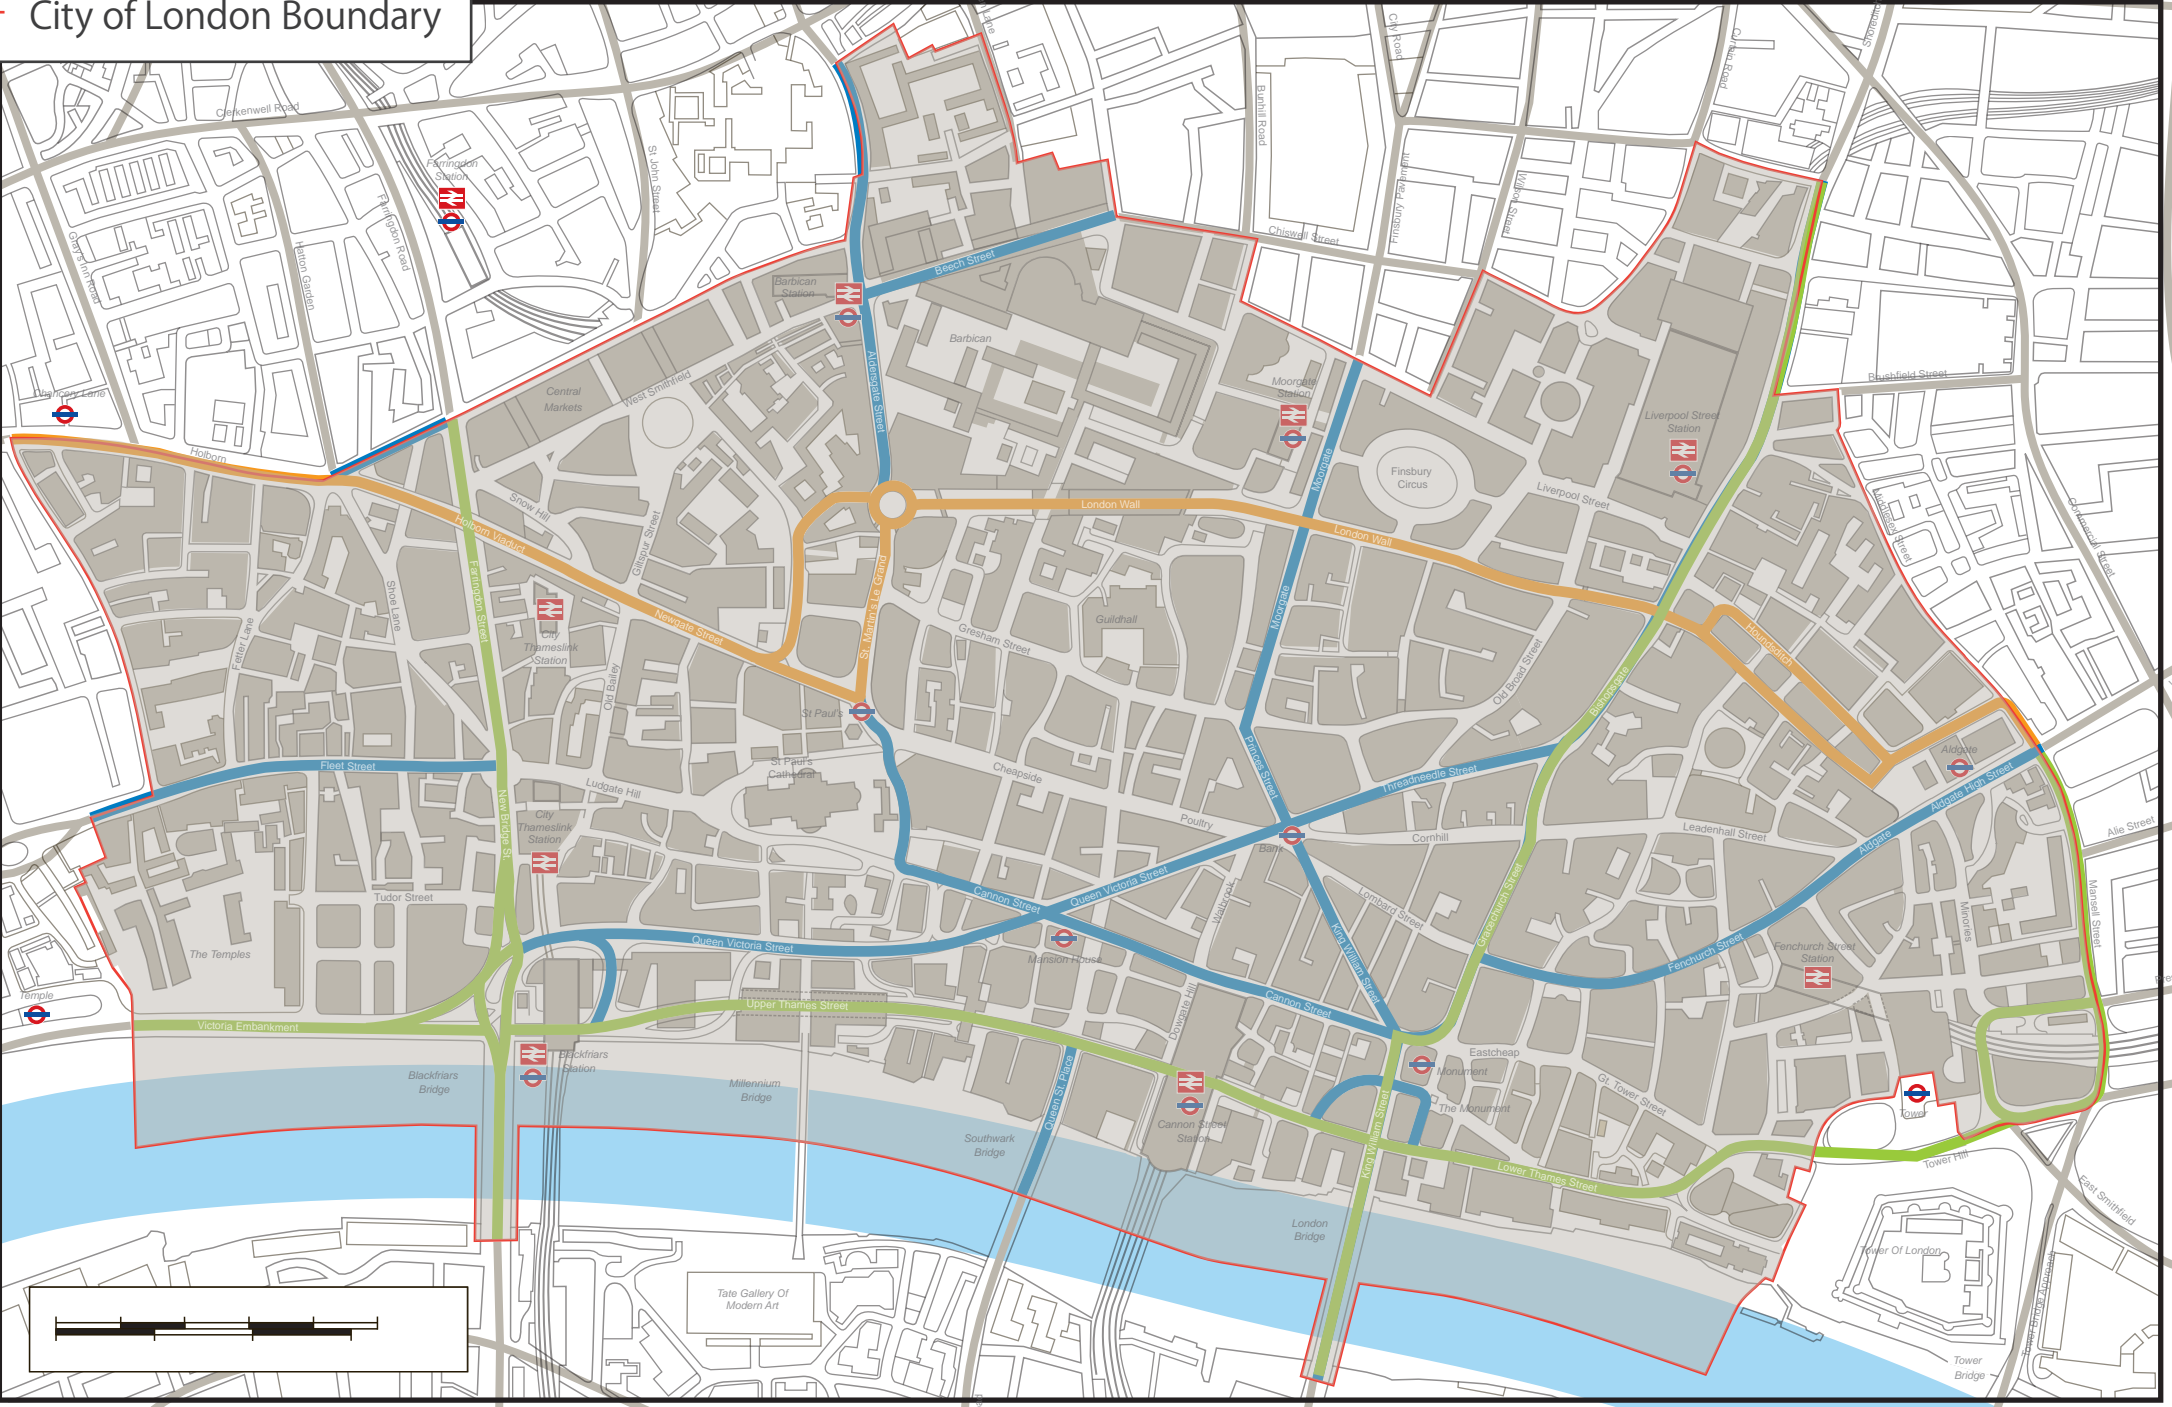 City of London Boundary
Clerkenwell Road
Farringdon
Station
Farringdon Road
St John Street
Gray's Inn Road
Hatton Garden
Chancery Lane
Holborn
City Road
Bunhill Road
Finsbury Pavement
Wilson Street
Curtain Road
Chiswell Street
Beech Street
Barbican
Station
Barbican
Aldersgate Street
Central
Markets
West Smithfield
Moorgate
Station
Moorgate
Finsbury
Circus
Liverpool Street
Station
Liverpool Street
Brushfield Street
Middlesex Street
Commercial Street
Snow Hill
Holborn Viaduct
Giltspur Street
London Wall
London Wall
Farringdon Street
Shoe Lane
Fetter Lane
City
Thameslink
Station
Old Bailey
Newgate Street
St. Martin's Le Grand
Gresham Street
Guildhall
Moorgate
Old Broad Street
Bishopsgate
Houndsditch
St Paul's
St Paul's
Cathedral
Cheapside
Princes Street
Threadneedle Street
Aldgate
Aldgate High Street
Fleet Street
Ludgate Hill
New Bridge St.
City
Thameslink
Station
Poultry
Bank
Cornhill
Leadenhall Street
Aldgate
Alie Street
Mansell Street
Minories
Tudor Street
The Temples
Cannon Street
Queen Victoria Street
Walbrook
Lombard Street
Gracechurch Street
King William Street
Fenchurch Street
Fenchurch Street
Station
Queen Victoria Street
Mansion House
Temple
Victoria Embankment
Upper Thames Street
Dowgate Hill
Cannon Street
Eastcheap
Monument
The Monument
Gt. Tower Street
Blackfriars
Station
Blackfriars
Bridge
Millennium
Bridge
Queen St. Place
Southwark
Bridge
Cannon Street
Station
King William Street
Lower Thames Street
Tower
Tower Hill
East Smithfield
London
Bridge
Tower Of London
Tower Bridge Approach
Tate Gallery Of
Modern Art
Tower
Bridge